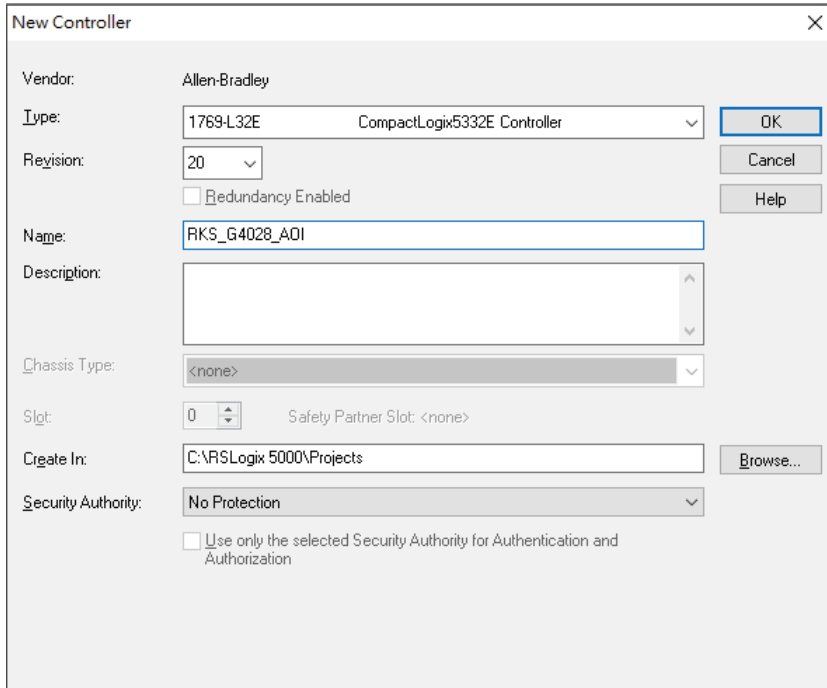 New Controller
Vendor: Allen-Bradley
Type: 1769-L32E CompactLogix5332E Controller
OK
Revision: 20
Cancel
Redundancy Enabled
Help
Name: RKS_G4028_AOI
Description:
Chassis Type: <none>
Slot: 0 Safety Partner Slot: <none>
Create In: C:\RSLogix 5000\Projects
Browse...
Security Authority: No Protection
Use only the selected Security Authority for Authentication and
Authorization